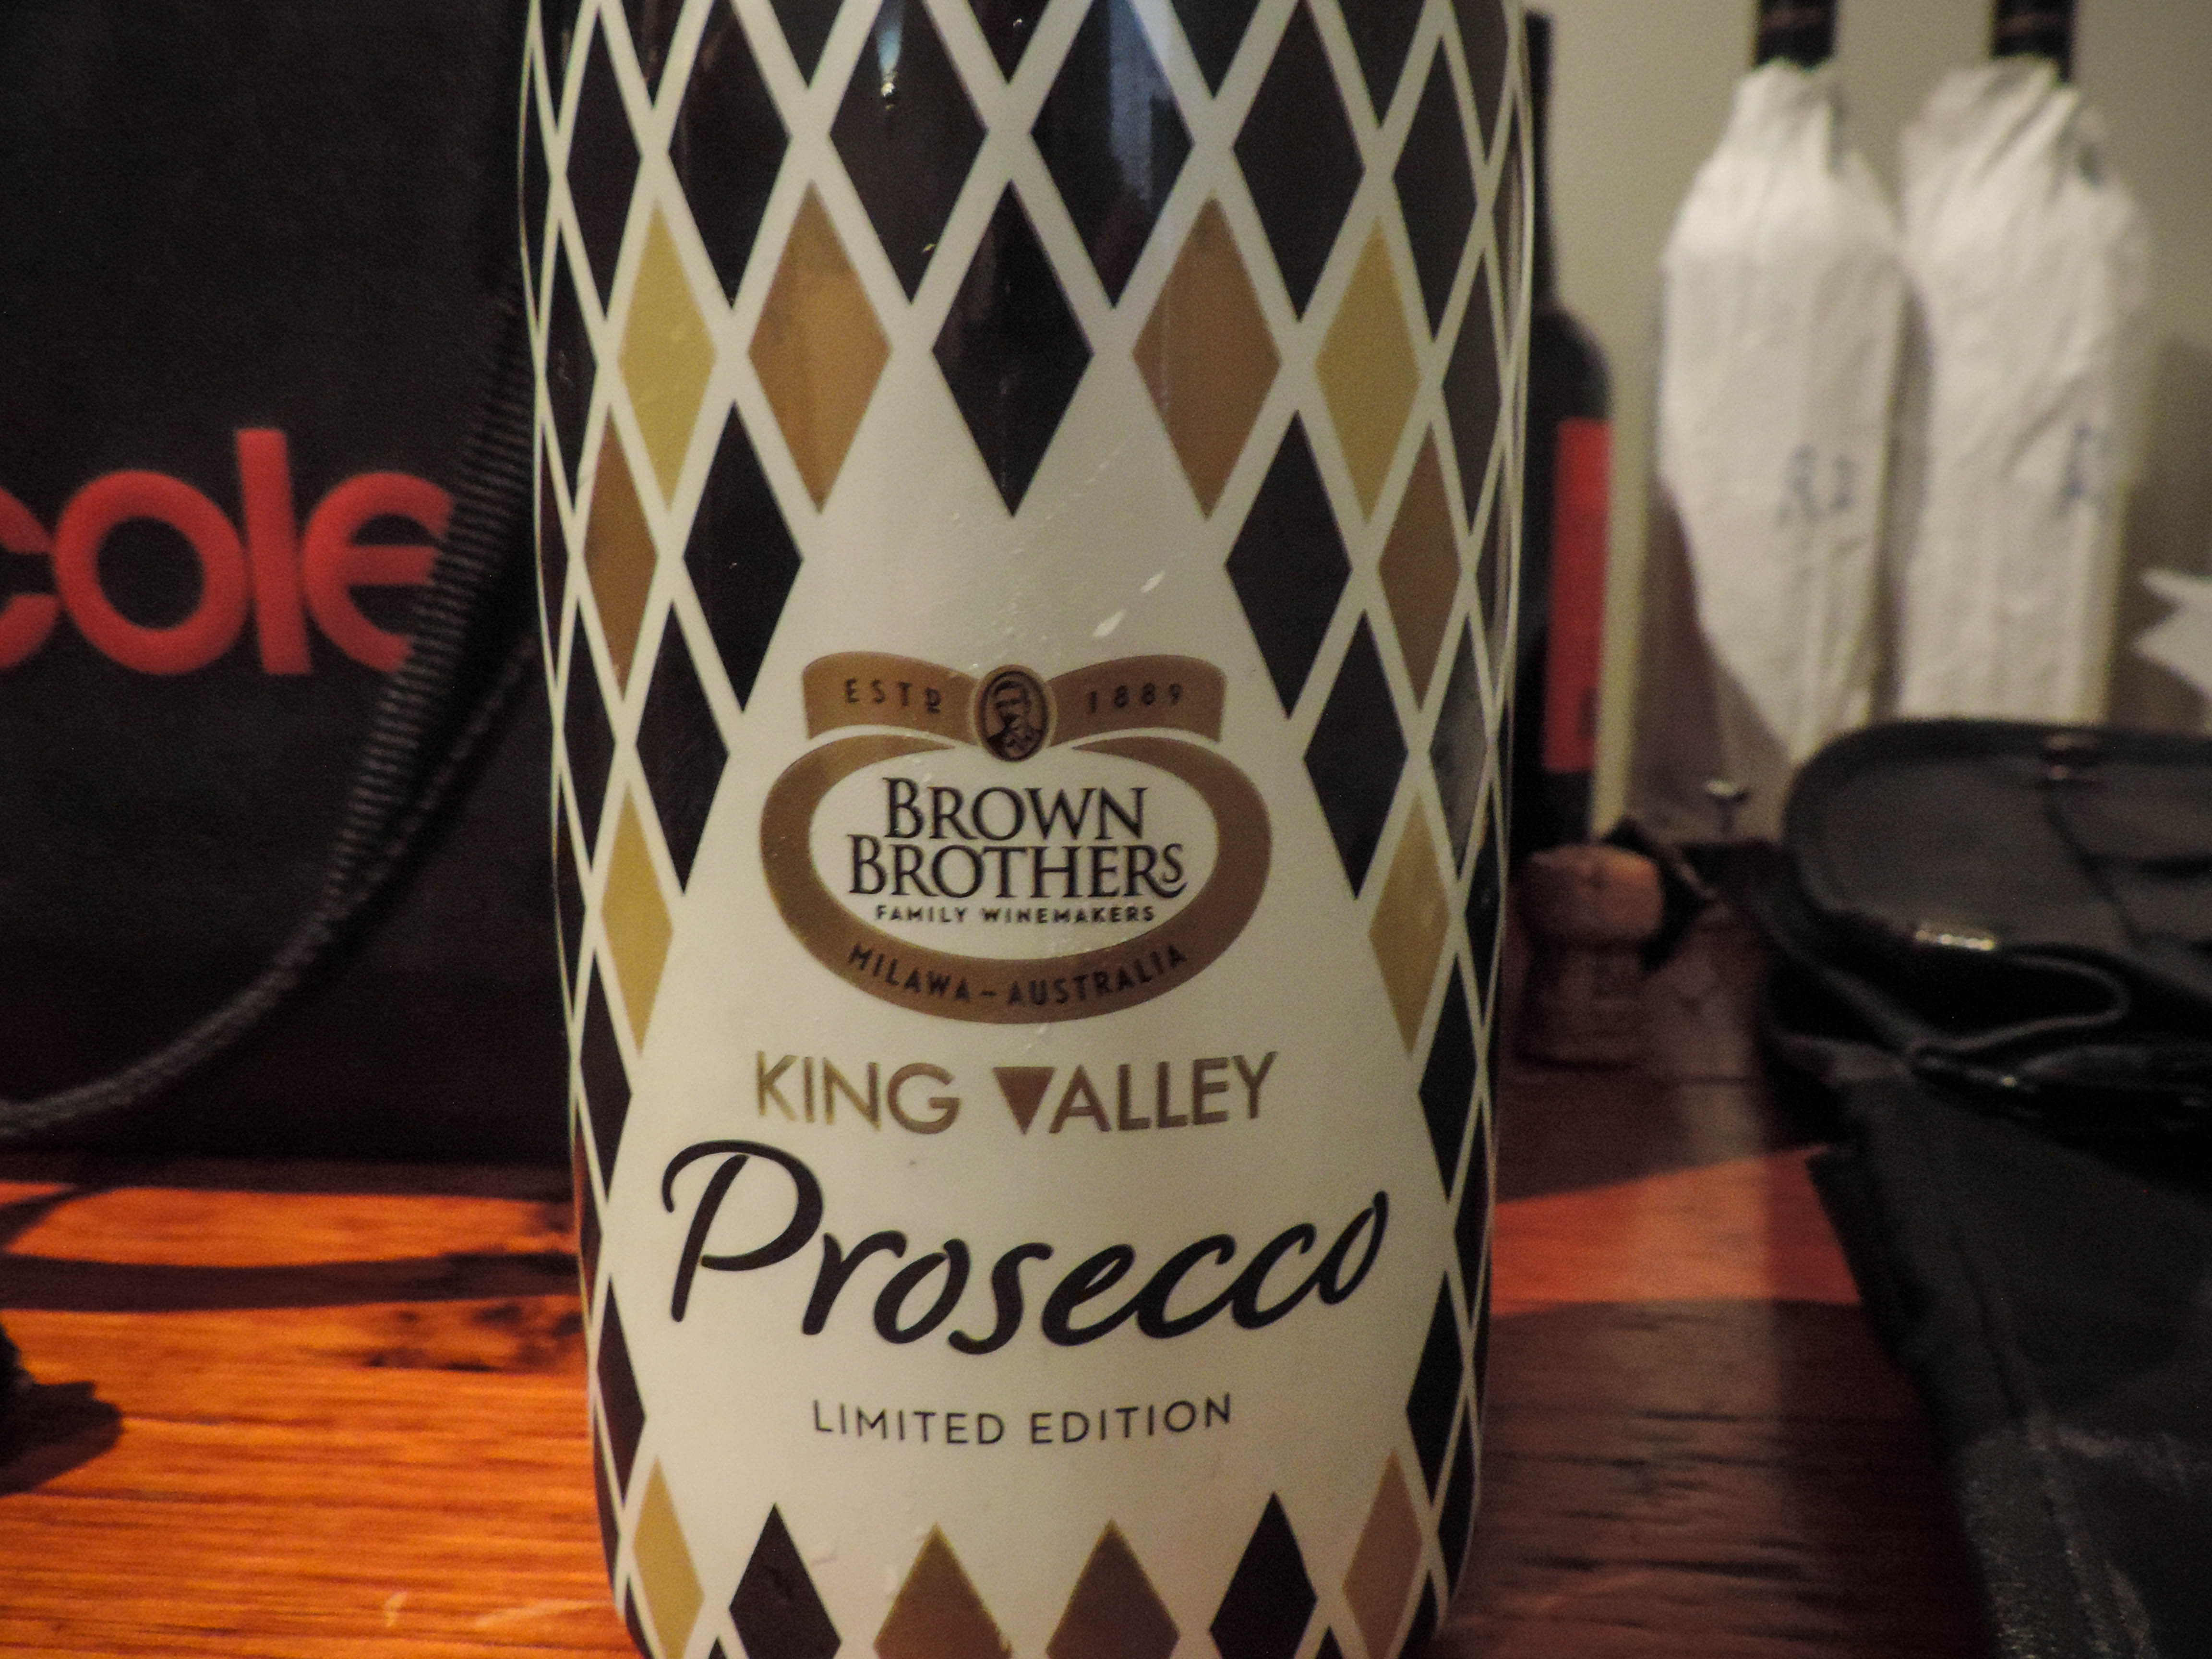 cole
ESTD 1889
BROWN
BROTHERS
FAMILY WINEMAKERS
MILAWA – AUSTRALIA
KING VALLEY
Prosecco
LIMITED EDITION